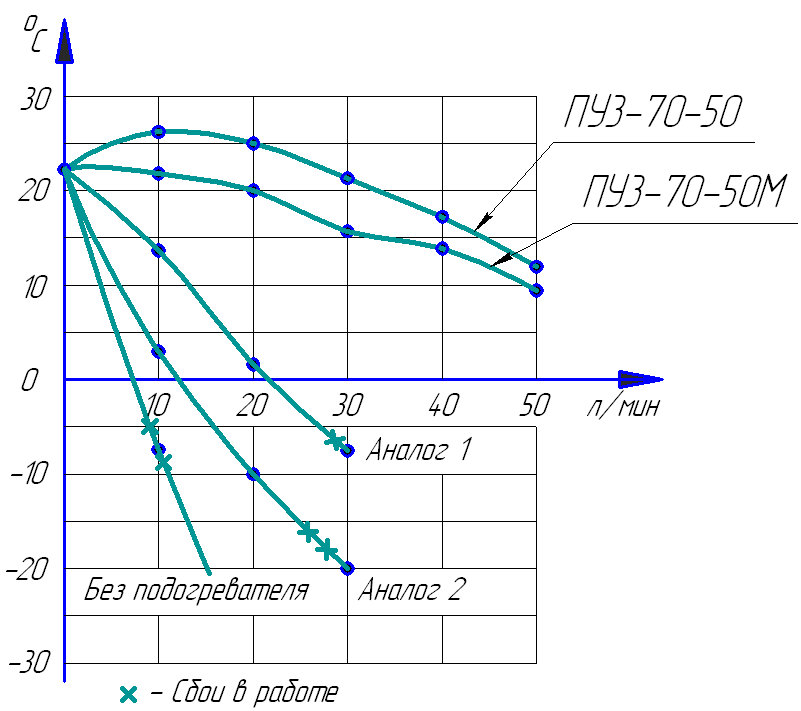 °С
30
20
10
0
-10
-20
-30
10 20 30 40 50 л/мин
ПУЗ-70-50
ПУЗ-70-50М
Аналог 1
Аналог 2
Без подогревателя
× - Сбои в работе